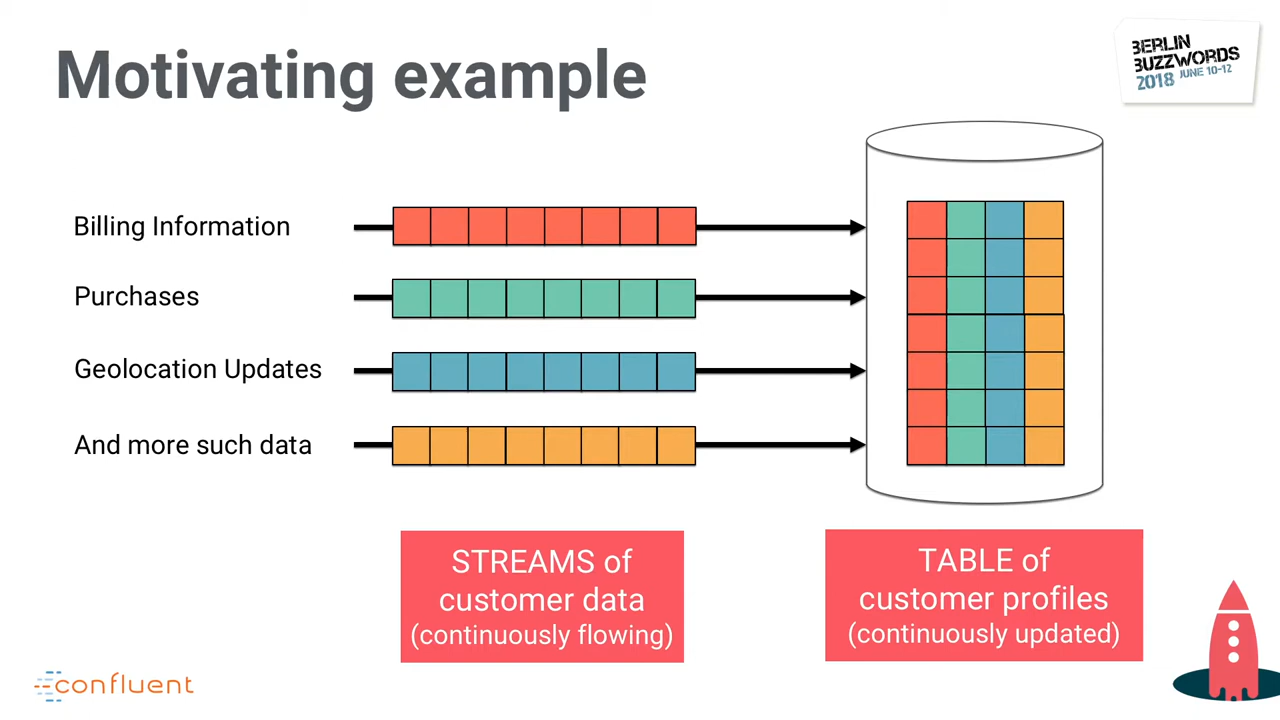 Motivating example
BERLIN
BUZZWORDS
2018 JUNE 10-12
Billing Information
Purchases
Geolocation Updates
And more such data
STREAMS of
customer data
(continuously flowing)
TABLE of
customer profiles
(continuously updated)
confluent